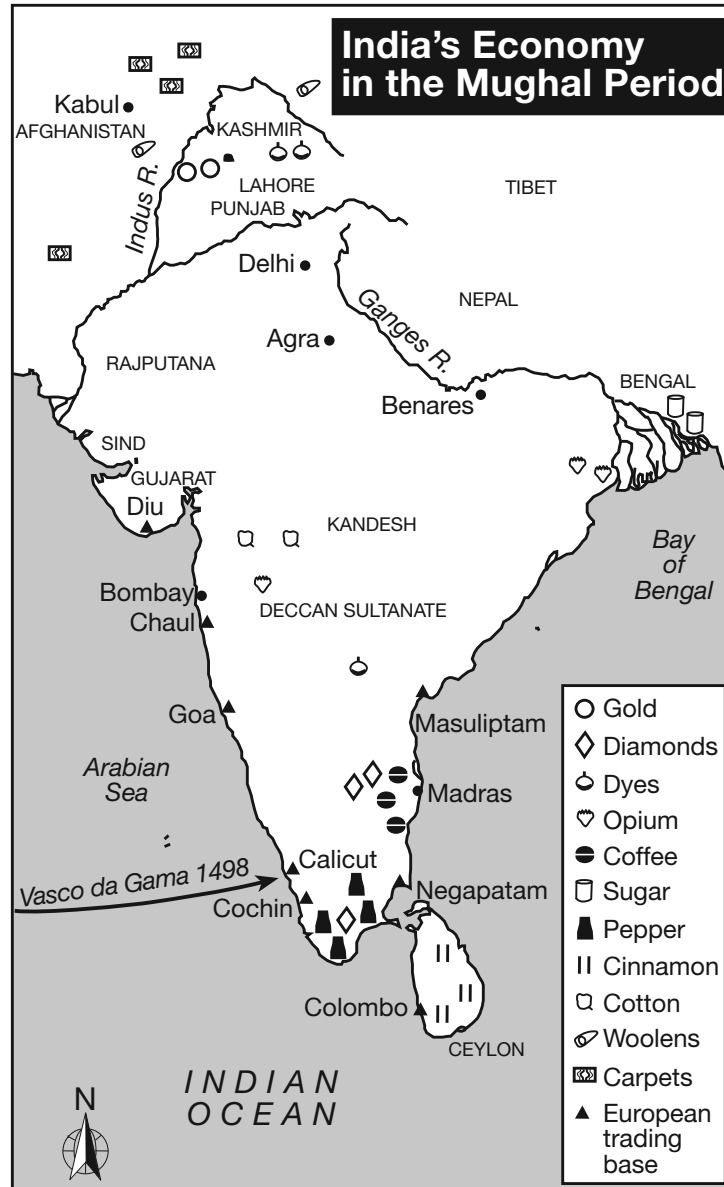 India's Economy
in the Mughal Period
Kabul
AFGHANISTAN
KASHMIR
Indus R.
LAHORE
PUNJAB
TIBET
Delhi
NEPAL
Ganges R.
Agra
RAJPUTANA
BENGAL
Benares
SIND
GUJARAT
Diu
KANDESH
Bay
of
Bengal
Bombay
DECCAN SULTANATE
Chaul
Goa
Masuliptam
Arabian
Sea
Madras
Calicut
Vasco da Gama 1498
Negapatam
Cochin
Colombo
CEYLON
INDIAN
OCEAN
N
Gold
Diamonds
Dyes
Opium
Coffee
Sugar
Pepper
Cinnamon
Cotton
Woolens
Carpets
European
trading
base